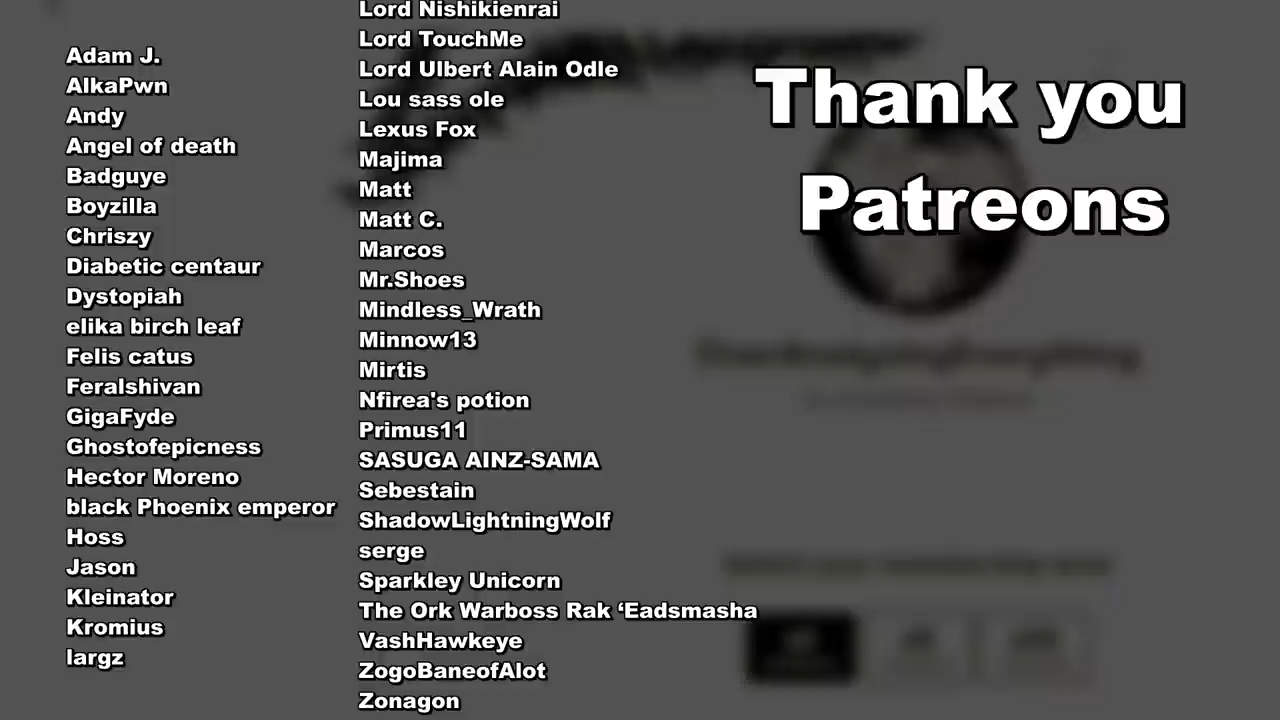 Adam J.
AlkaPwn
Andy
Angel of death
Badguye
Boyzilla
Chriszy
Diabetic centaur
Dystopiah
elika birch leaf
Felis catus
Feralshivan
GigaFyde
Ghostofepicness
Hector Moreno
black Phoenix emperor
Hoss
Jason
Kleinator
Kromius
largz
Lord Nishikienrai
Lord TouchMe
Lord Ulbert Alain Odle
Lou sass ole
Lexus Fox
Majima
Matt
Matt C.
Marcos
Mr.Shoes
Mindless_Wrath
Minnow13
Mirtis
Nfirea's potion
Primus11
SASUGA AINZ-SAMA
Sebestain
ShadowLightningWolf
serge
Sparkley Unicorn
The Ork Warboss Rak ‘Eadsmasha
VashHawkeye
ZogoBaneofAlot
Zonagon
Thank you
Patreons